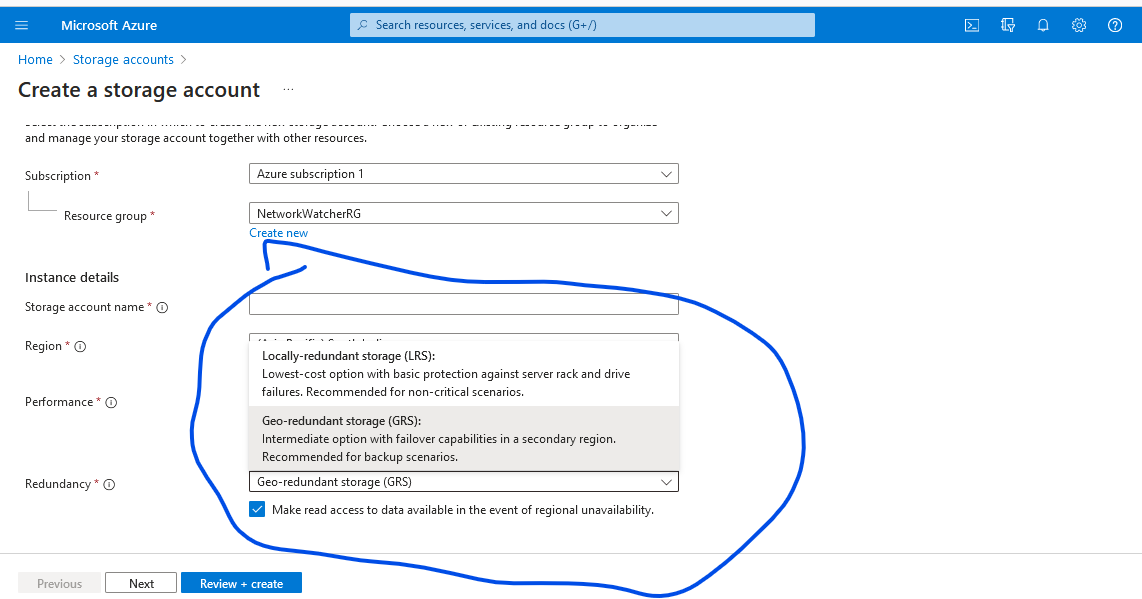 Microsoft Azure
Search resources, services, and docs (G+/)
Home > Storage accounts >
Create a storage account ...
and manage your storage account together with other resources.
Subscription *
Azure subscription 1
Resource group *
NetworkWatcherRG
Create new
Instance details
Storage account name *
Region *
Locally-redundant storage (LRS):
Lowest-cost option with basic protection against server rack and drive
failures. Recommended for non-critical scenarios.
Performance *
Geo-redundant storage (GRS):
Intermediate option with failover capabilities in a secondary region.
Recommended for backup scenarios.
Redundancy *
Geo-redundant storage (GRS)
Make read access to data available in the event of regional unavailability.
Previous
Next
Review + create